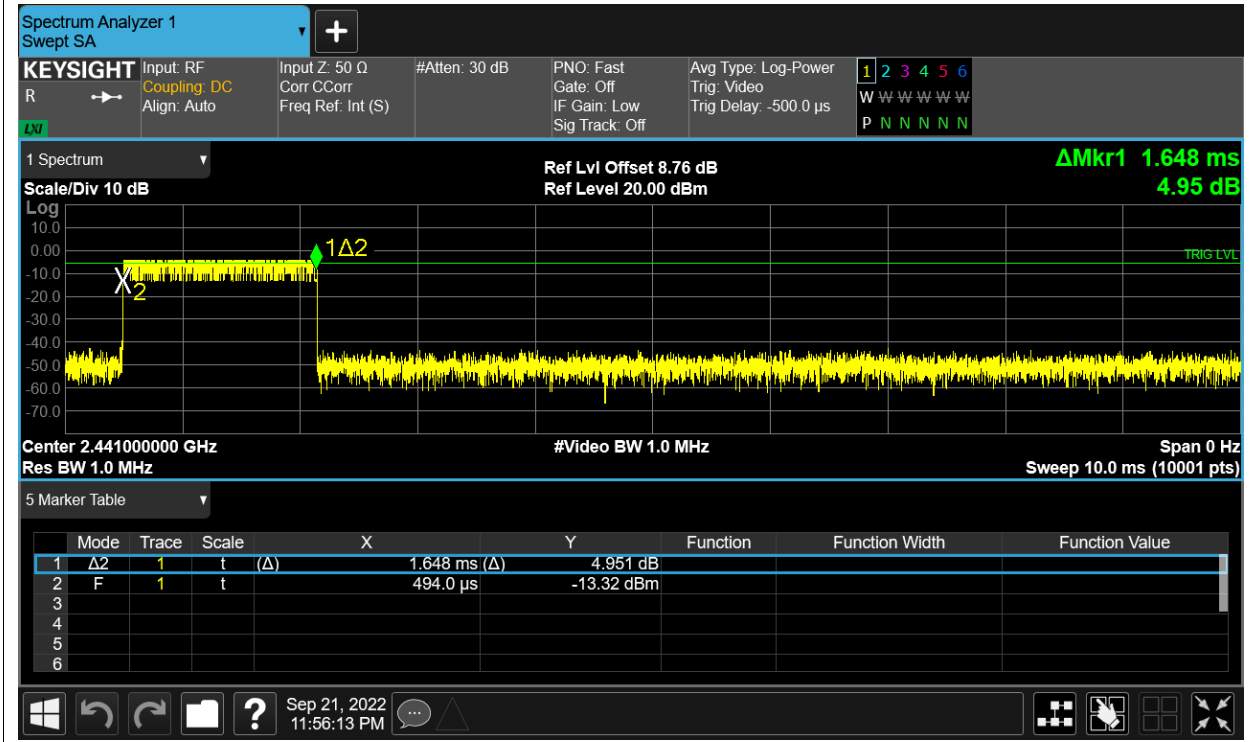 Spectrum Analyzer 1
Swept SA
KEYSIGHT Input: RF Input Z: 50 Ω #Atten: 30 dB PNO: Fast Avg Type: Log-Power 1 2 3 4 5 6
R Coupling: DC Corr CCorr Gate: Off Trig: Video W W W W W W
Align: Auto Freq Ref: Int (S) IF Gain: Low Trig Delay: -500.0 µs
LXI Sig Track: Off P N N N N N
1 Spectrum
Ref Lvl Offset 8.76 dB ΔMkr1 1.648 ms
Scale/Div 10 dB Ref Level 20.00 dBm 4.95 dB
Log
10.0
0.00 1Δ2 TRIG LVL
-10.0
-20.0 X2
-30.0
-40.0
-50.0
-60.0
-70.0
Center 2.441000000 GHz #Video BW 1.0 MHz Span 0 Hz
Res BW 1.0 MHz Sweep 10.0 ms (10001 pts)
5 Marker Table
Mode Trace Scale X Y Function Function Width Function Value
1 Δ2 1 t (Δ) 1.648 ms (Δ) 4.951 dB
2 F 1 t 494.0 µs -13.32 dBm
3
4
5
6
? Sep 21, 2022
11:56:13 PM